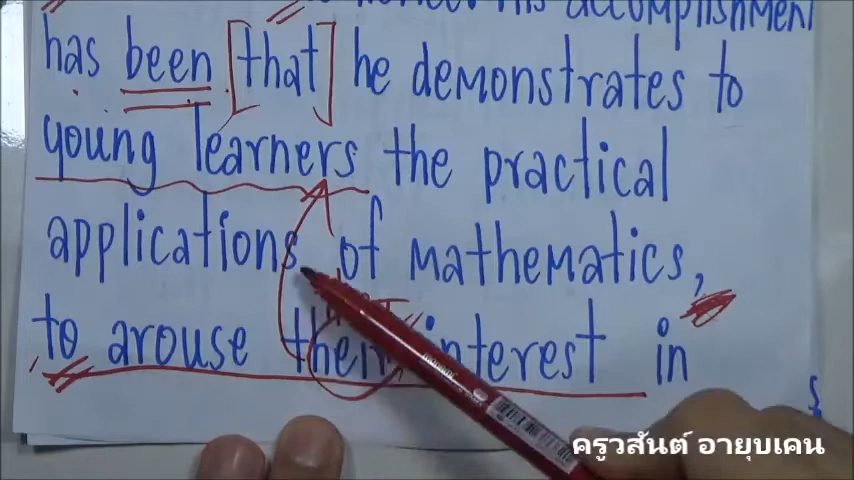 accomplishment
has been [that] he demonstrates to
young learners the practical
applications of mathematics,
to arouse their interest in
ครูวสันต์ อายุบเคน